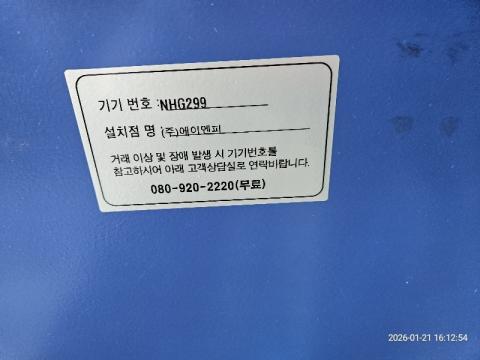 기기 번호 :NHG299
설치점 명 (주)에이엔피
거래 이상 및 장애 발생 시 기기번호를
참고하시어 아래 고객상담실로 연락바랍니다.
080-920-2220(무료)
2026-01-21 16:12:54